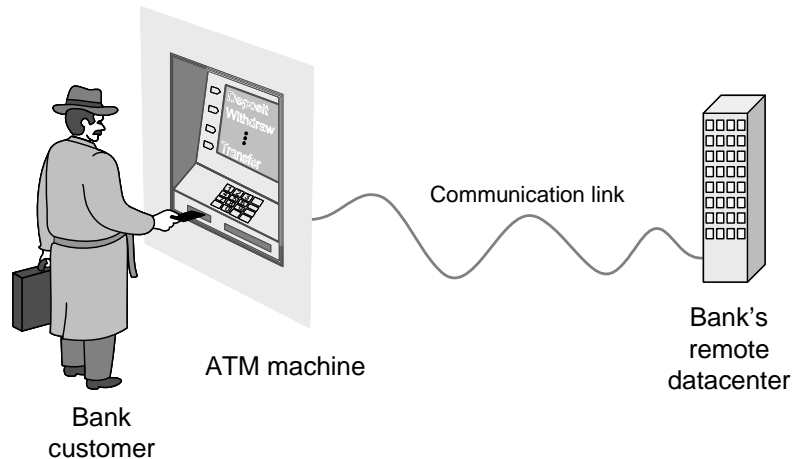 Deposit
Withdraw
Transfer
Communication link
ATM machine
Bank's
remote
datacenter
Bank
customer